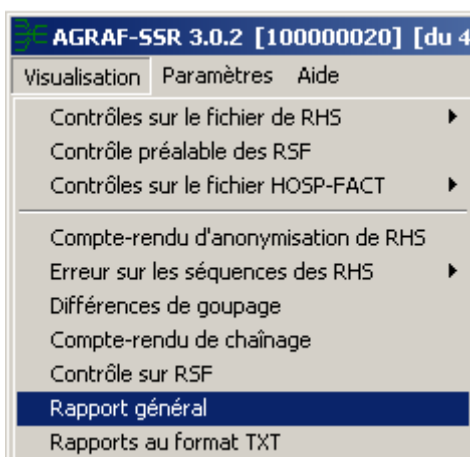 AGRAF-SSR 3.0.2 [100000020] [du 4
Visualisation Paramètres Aide
Contrôles sur le fichier de RHS
Contrôle préalable des RSF
Contrôles sur le fichier HOSP-FACT
Compte-rendu d'anonymisation de RHS
Erreur sur les séquences des RHS
Différences de goupage
Compte-rendu de chaînage
Contrôle sur RSF
Rapport général
Rapports au format TXT